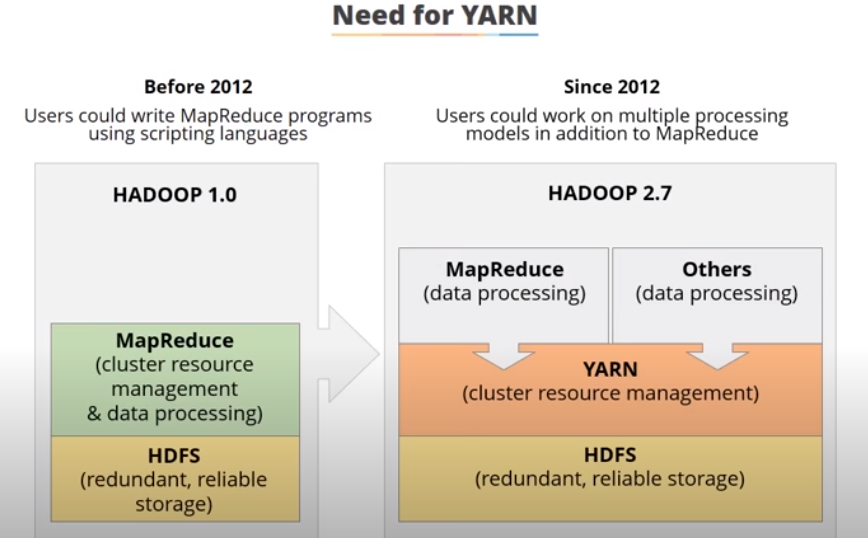 Need for YARN
Before 2012
Users could write MapReduce programs
using scripting languages
HADOOP 1.0
MapReduce
(cluster resource
management
& data processing)
HDFS
(redundant, reliable
storage)
Since 2012
Users could work on multiple processing
models in addition to MapReduce
HADOOP 2.7
MapReduce
(data processing)
Others
(data processing)
YARN
(cluster resource management)
HDFS
(redundant, reliable storage)